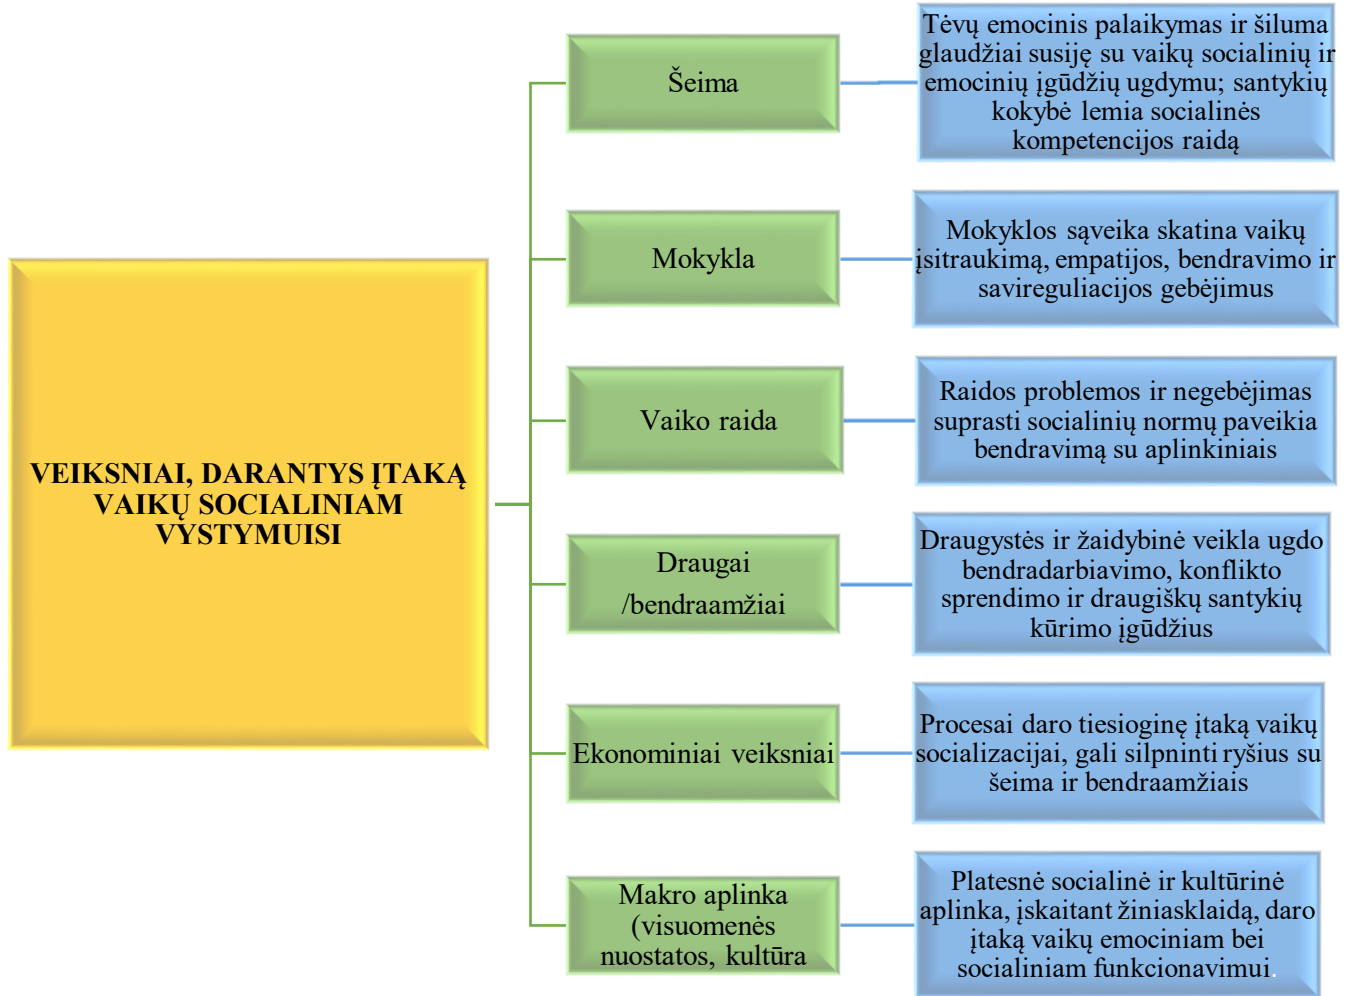 VEIKSNIAI, DARANTYS ĮTAKĄ
VAIKŲ SOCIALINIAM
VYSTYMUISI
Šeima
Tėvų emocinis palaikymas ir šiluma
glaudžiai susiję su vaikų socialinių ir
emocinių įgūdžių ugdymu; santykių
kokybė lemia socialinės
kompetencijos raidą
Mokykla
Mokyklos sąveika skatina vaikų
įsitraukimą, empatijos, bendravimo ir
savireguliacijos gebėjimus
Vaiko raida
Raidos problemos ir negebėjimas
suprasti socialinių normų paveikia
bendravimą su aplinkiniais
Draugai
/bendraamžiai
Draugystės ir žaidybinė veikla ugdo
bendradarbiavimo, konflikto
sprendimo ir draugiškų santykių
kūrimo įgūdžius
Ekonominiai veiksniai
Procesai daro tiesioginę įtaką vaikų
socializacijai, gali silpninti ryšius su
šeima ir bendraamžiais
Makro aplinka
(visuomenės
nuostatos, kultūra
Platesnė socialinė ir kultūrinė
aplinka, įskaitant žiniasklaidą, daro
įtaką vaikų emociniam bei
socialiniam funkcionavimui.